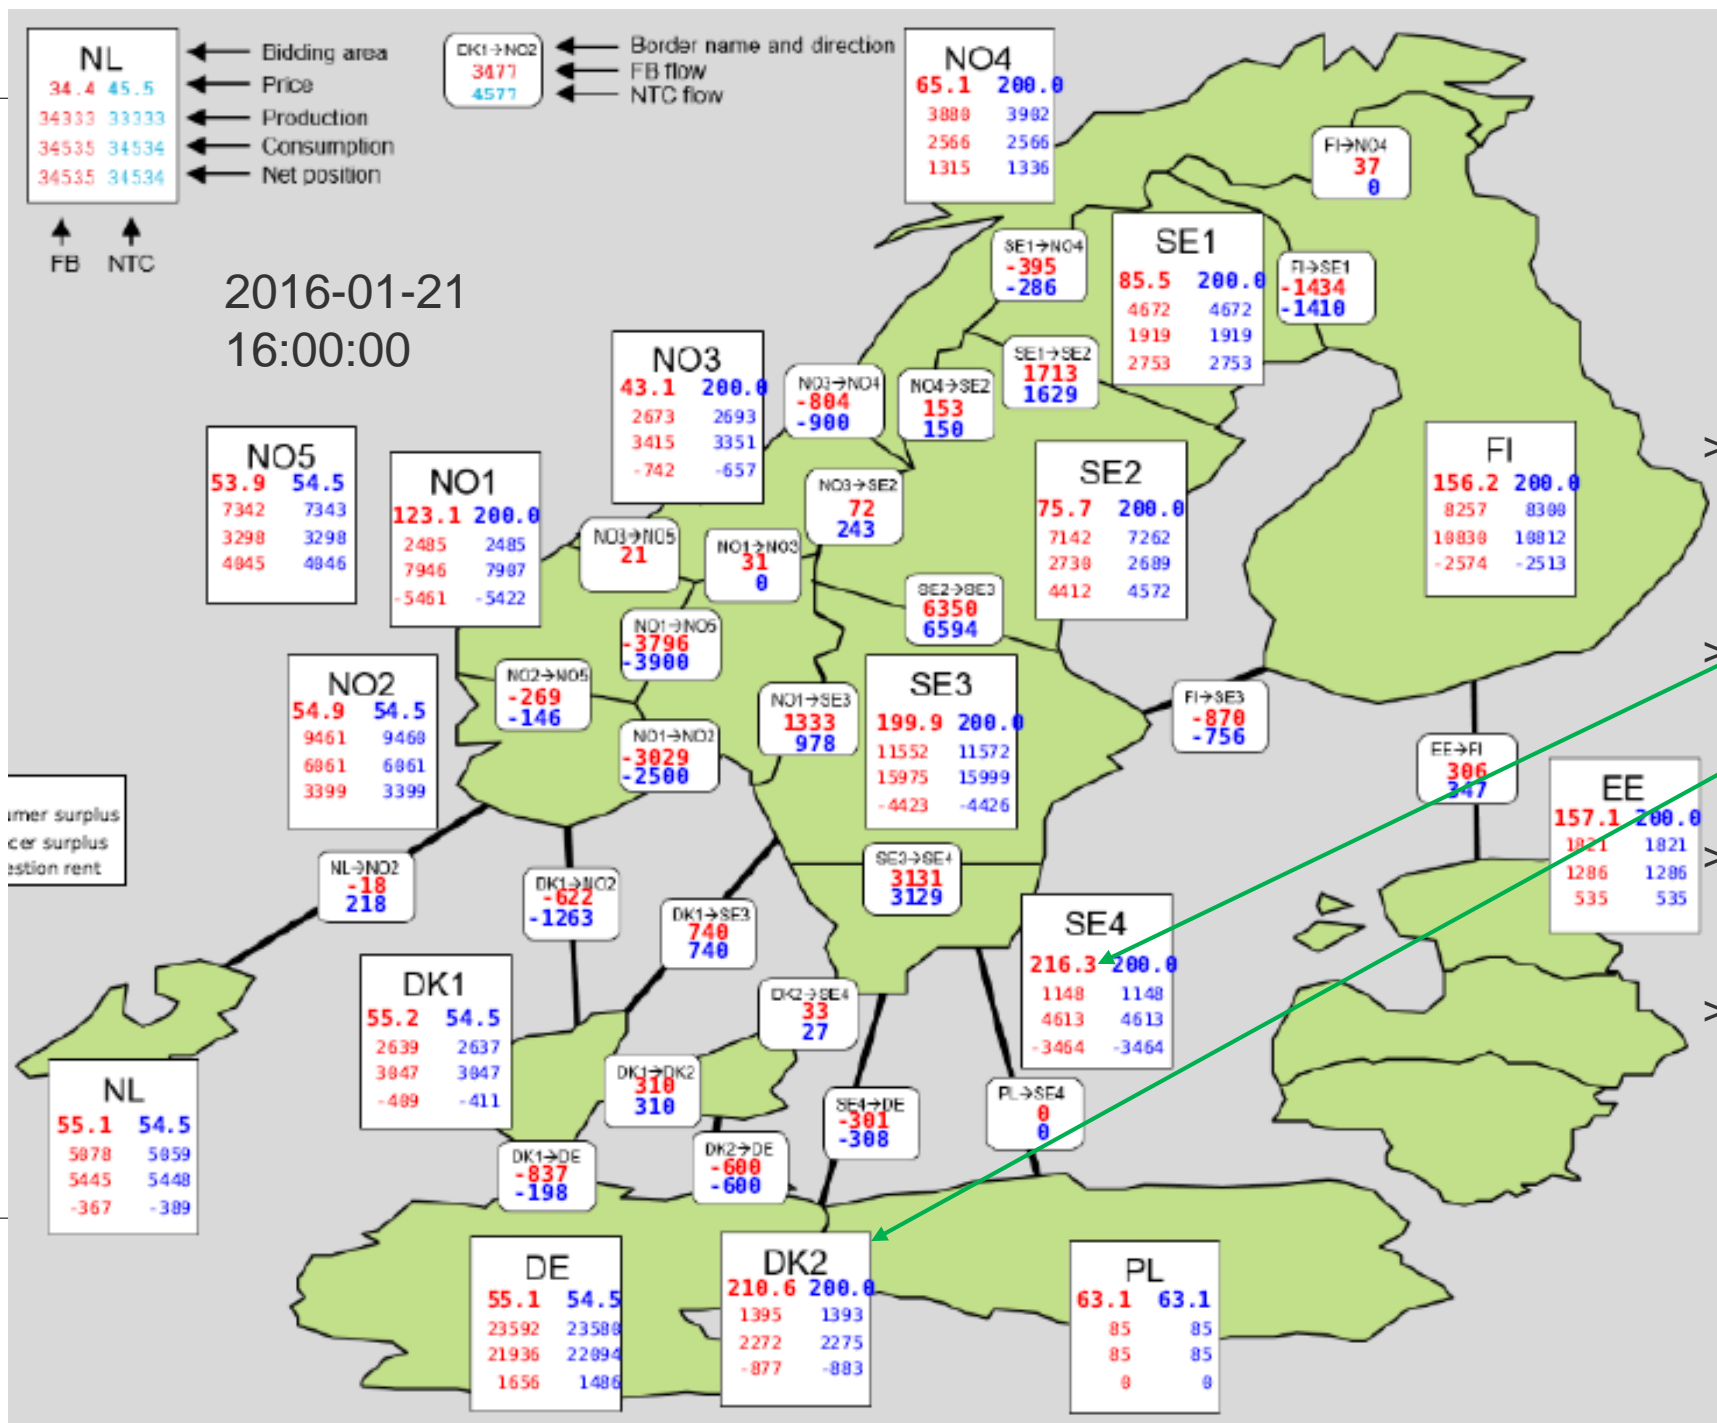 NL
34.4 45.5
34333 33333
34535 34534
34535 34534
FB NTC
Bidding area
Price
Production
Consumption
Net position
DK1→NO2
3477
4577
Border name and direction
FB flow
NTC flow
2016-01-21
16:00:00
NO4
65.1 200.0
3880 3902
2566 2566
1315 1336
FI→NO4
37
0
SE1→NO4
-395
-286
SE1
85.5 200.0
4672 4672
1919 1919
2753 2753
FI→SE1
-1434
-1410
NO3
43.1 200.0
2673 2693
3415 3351
-742 -657
NO3→NO4
-804
-900
NO4→SE2
153
150
SE1→SE2
1713
1629
NO5
53.9 54.5
7342 7343
3298 3298
4045 4046
NO1
123.1 200.0
2485 2485
7946 7907
-5461 -5422
NO3→SE2
72
243
SE2
75.7 200.0
7142 7262
2730 2689
4412 4572
FI
156.2 200.0
8257 8300
10830 10812
-2574 -2513
>
NO3→NO5
21
NO1→NO3
31
0
SE2→SE3
6350
6594
NO1→NO5
-3796
-3900
NO2
54.9 54.5
9461 9460
6061 6061
3399 3399
NO2→NO5
-269
-146
NO1→NO2
-3029
-2500
NO1→SE3
1333
978
SE3
199.9 200.0
11552 11572
15975 15999
-4423 -4426
FI→SE3
-870
-756
>
EE→FI
306
347
EE
157.1 200.0
1821 1821
1286 1286
535 535
umer surplus
cer surplus
estion rent
NL→NO2
-18
218
DK1→NO2
-622
-1263
DK1→SE3
740
740
SE3→SE4
3131
3129
>
SE4
216.3 200.0
1148 1148
4613 4613
-3464 -3464
DK1
55.2 54.5
2639 2637
3047 3047
-409 -411
DK2→SE4
33
27
>
NL
55.1 54.5
5078 5059
5445 5448
-367 -389
DK1→DK2
310
310
SE4→DE
-301
-308
PL→SE4
0
0
DK1→DE
-837
-198
DK2→DE
-600
-600
DE
55.1 54.5
23592 23580
21936 22094
1656 1486
DK2
210.6 200.0
1395 1393
2272 2275
-877 -883
PL
63.1 63.1
85 85
85 85
0 0